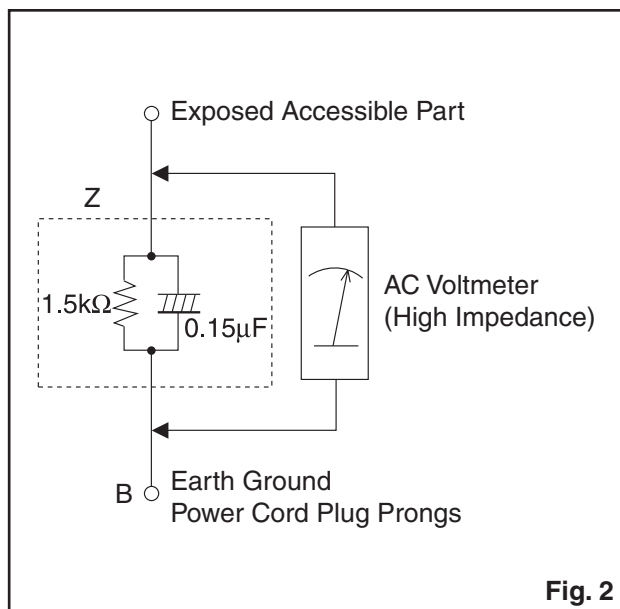 Exposed Accessible Part
Z
1.5kΩ
0.15μF
AC Voltmeter
(High Impedance)
B
Earth Ground
Power Cord Plug Prongs
Fig. 2